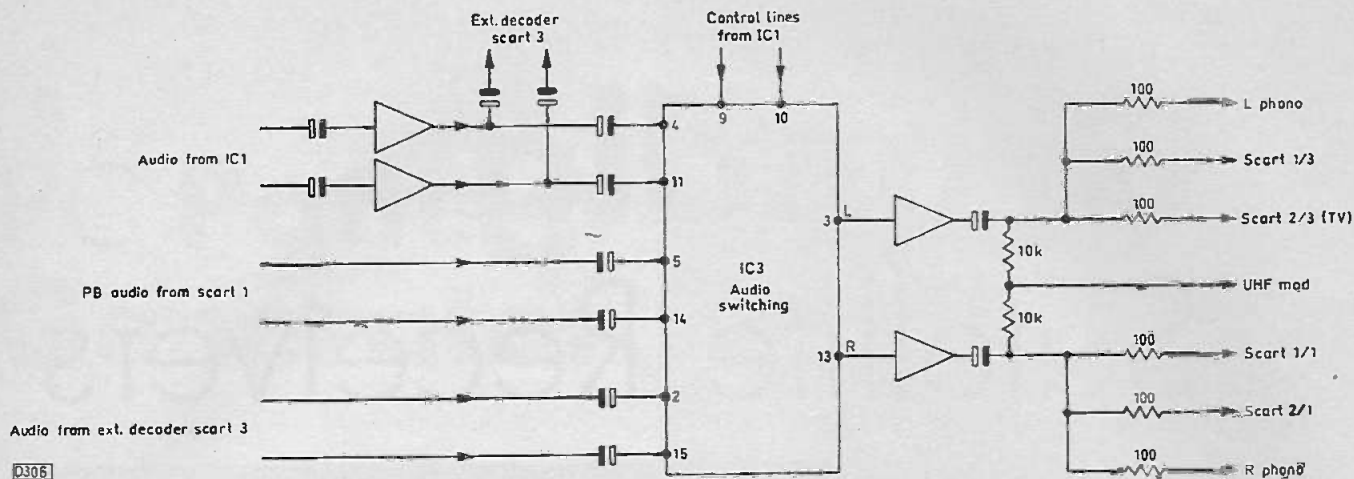 Ext. decoder
scart 3
Control lines
from IC1
9
10
Audio from IC1
4
11
PB audio from scart 1
5
14
Audio from ext. decoder scart 3
2
15
IC3
Audio
switching
3
L
13
R
10k
10k
100
L phono
100
Scart 1/3
100
Scart 2/3 (TV)
UHF mod
100
Scart 1/1
100
Scart 2/1
100
R phono
D306